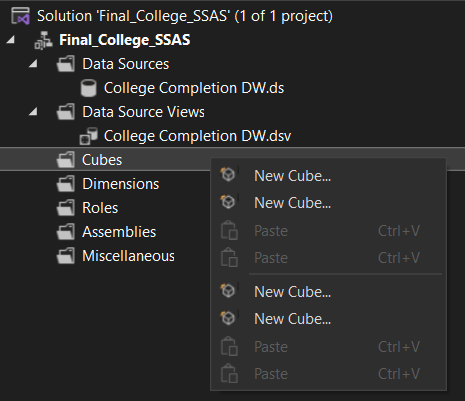 Solution 'Final_College_SSAS' (1 of 1 project)
Final_College_SSAS
Data Sources
College Completion DW.ds
Data Source Views
College Completion DW.dsv
Cubes
Dimensions
Roles
Assemblies
Miscellaneous
New Cube...
New Cube...
Paste Ctrl+V
Paste Ctrl+V
New Cube...
New Cube...
Paste Ctrl+V
Paste Ctrl+V